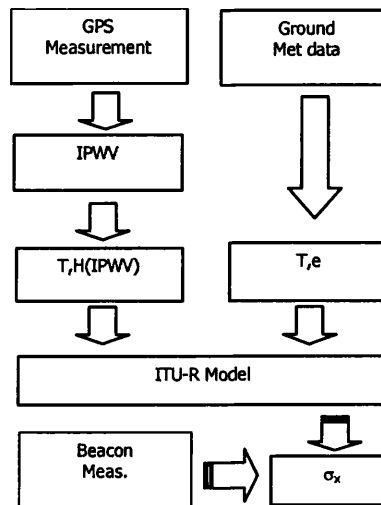 GPS
Measurement
Ground
Met data
IPWV
T,H(IPWV)
T,e
ITU-R Model
Beacon
Meas.
σx